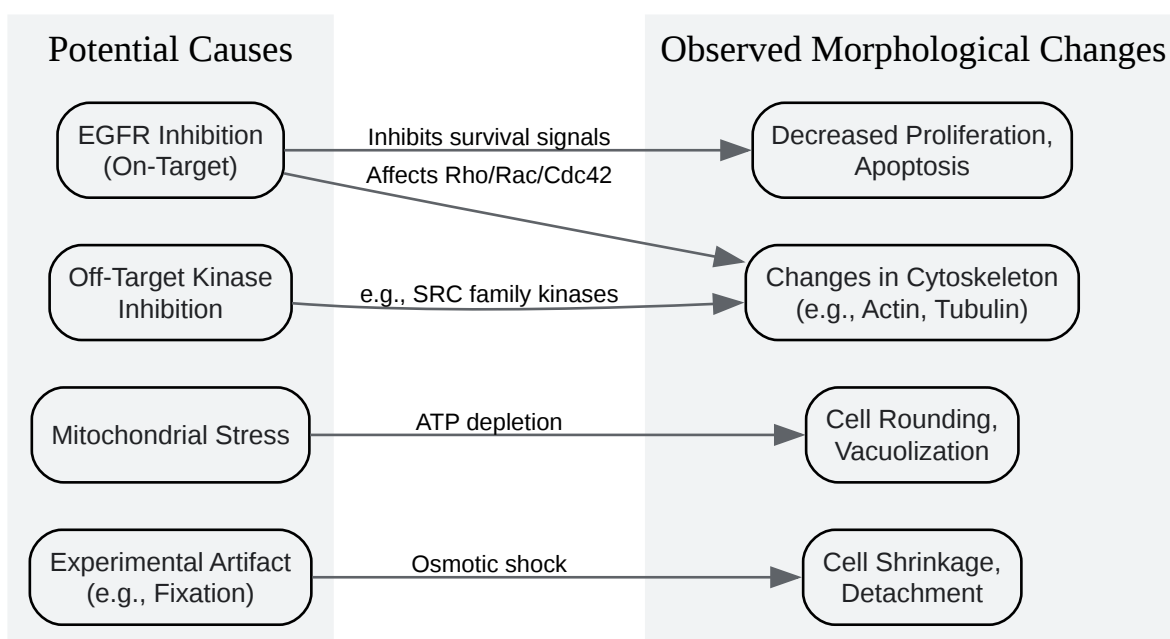 Potential Causes
Observed Morphological Changes
EGFR Inhibition
(On-Target)
Inhibits survival signals
Affects Rho/Rac/Cdc42
Decreased Proliferation,
Apoptosis
Off-Target Kinase
Inhibition
e.g., SRC family kinases
Changes in Cytoskeleton
(e.g., Actin, Tubulin)
Mitochondrial Stress
ATP depletion
Cell Rounding,
Vacuolization
Experimental Artifact
(e.g., Fixation)
Osmotic shock
Cell Shrinkage,
Detachment